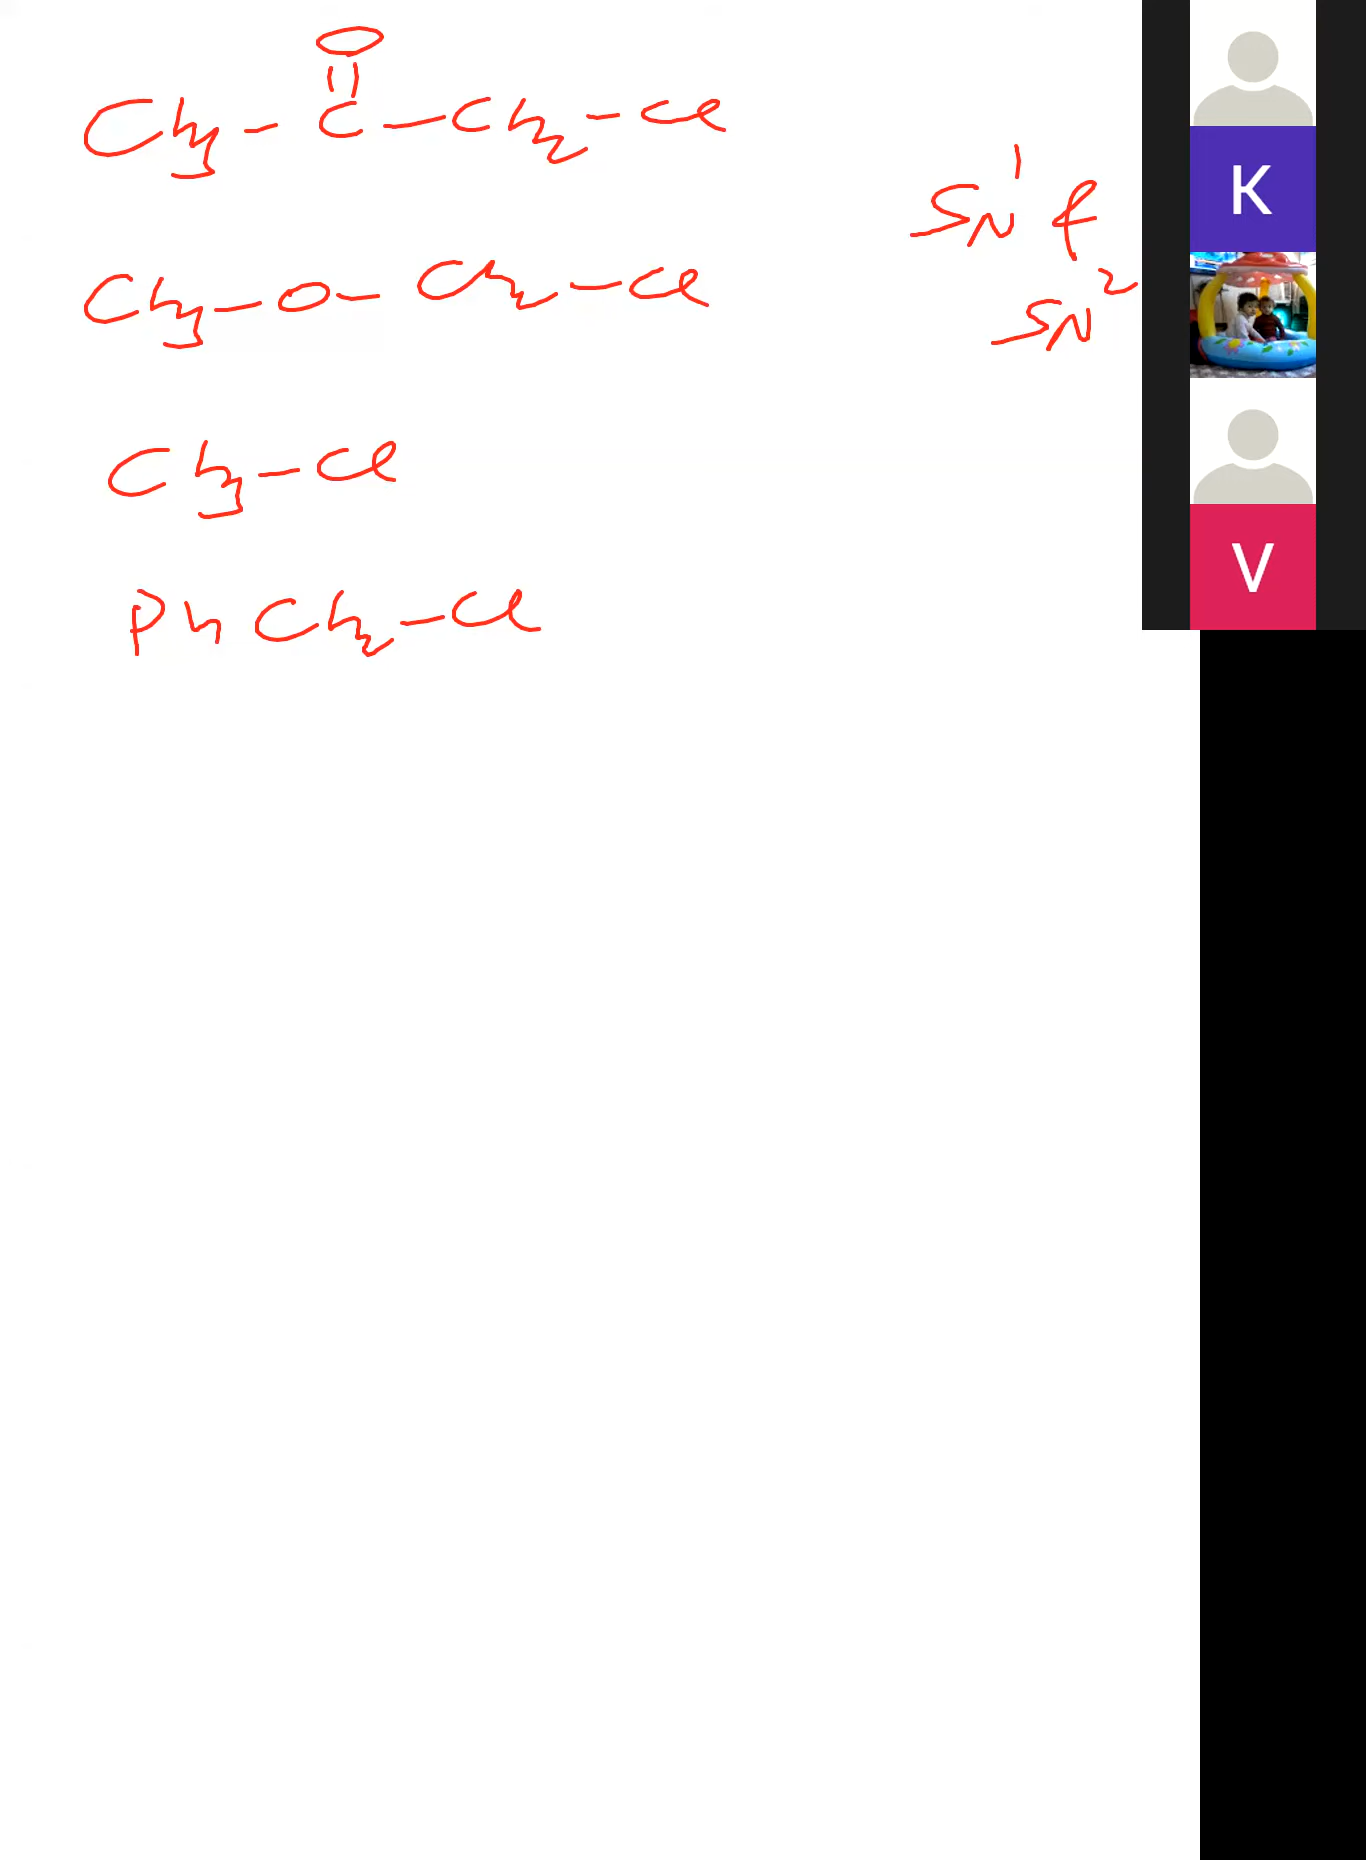 O
||
CH3 - C - CH2 - Cl
SN1 &
CH3 - O - CH2 - Cl
SN2
CH3 - Cl
Ph CH2 - Cl
K
V